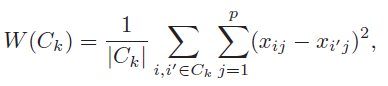 W(C_k) = \frac{1}{|C_k|} \sum_{i,i' \in C_k} \sum_{j=1}^{p} (x_{ij} − x_{i'j})^2,